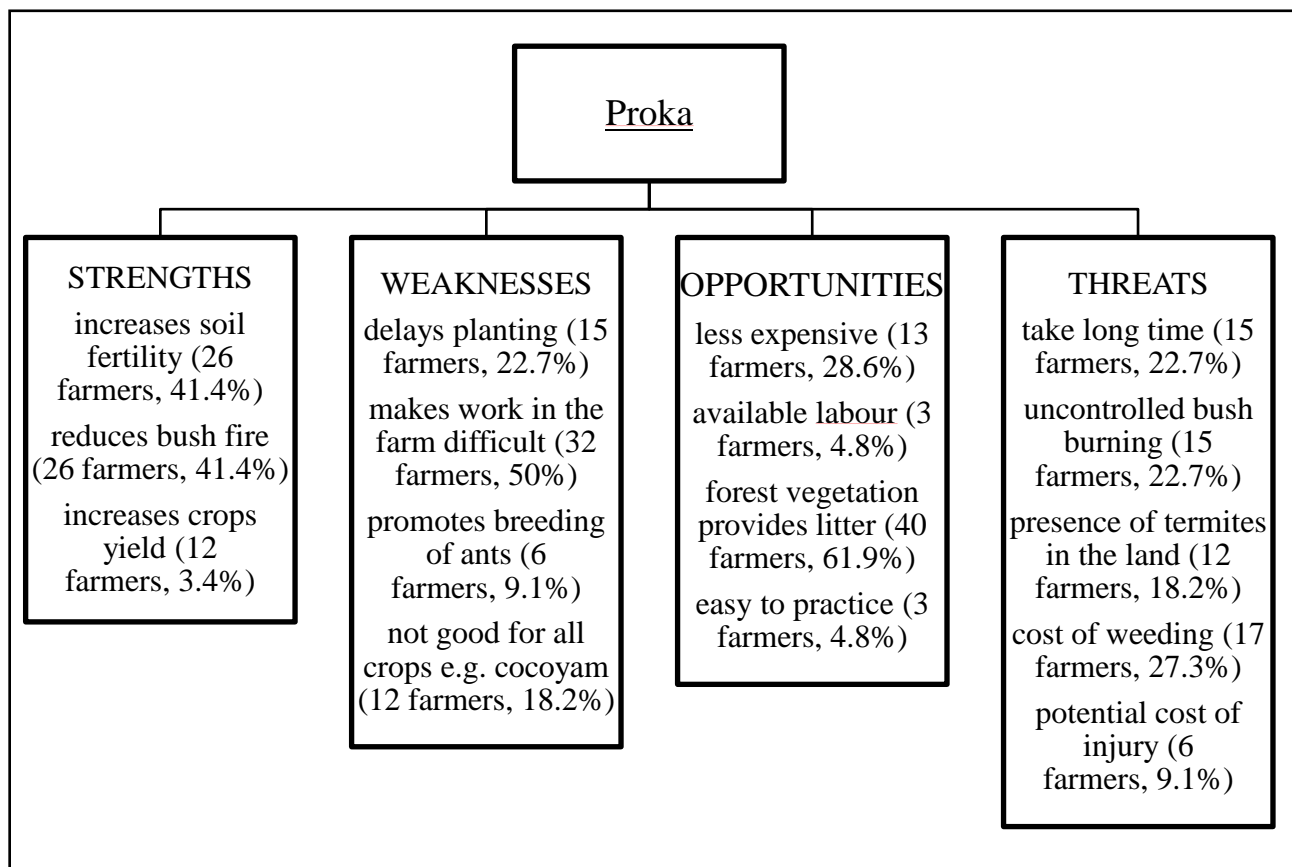 Proka
STRENGTHS
increases soil
fertility (26
farmers, 41.4%)
reduces bush fire
(26 farmers, 41.4%)
increases crops
yield (12
farmers, 3.4%)
WEAKNESSES
delays planting (15
farmers, 22.7%)
makes work in the
farm difficult (32
farmers, 50%)
promotes breeding
of ants (6
farmers, 9.1%)
not good for all
crops e.g. cocoyam
(12 farmers, 18.2%)
OPPORTUNITIES
less expensive (13
farmers, 28.6%)
available labour (3
farmers, 4.8%)
forest vegetation
provides litter (40
farmers, 61.9%)
easy to practice (3
farmers, 4.8%)
THREATS
take long time (15
farmers, 22.7%)
uncontrolled bush
burning (15
farmers, 22.7%)
presence of termites
in the land (12
farmers, 18.2%)
cost of weeding (17
farmers, 27.3%)
potential cost of
injury (6
farmers, 9.1%)